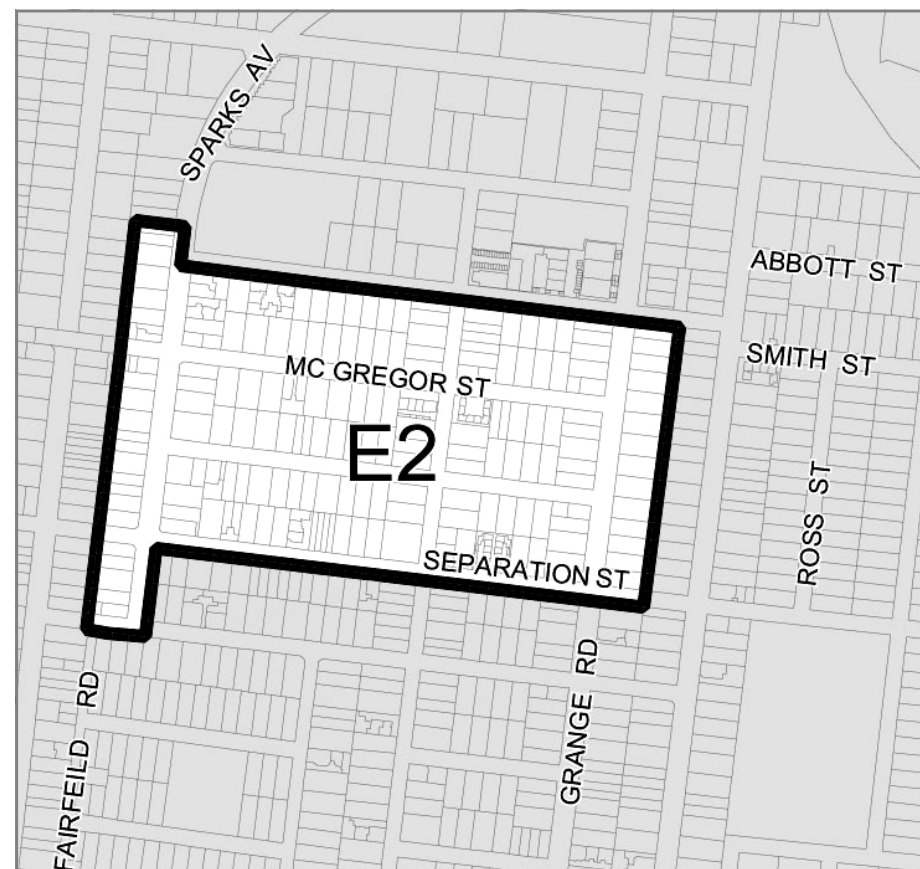 SPARKS AV
ABBOTT ST
SMITH ST
MC GREGOR ST
E2
ROSS ST
SEPARATION ST
GRANGE RD
FAIRFEILD RD